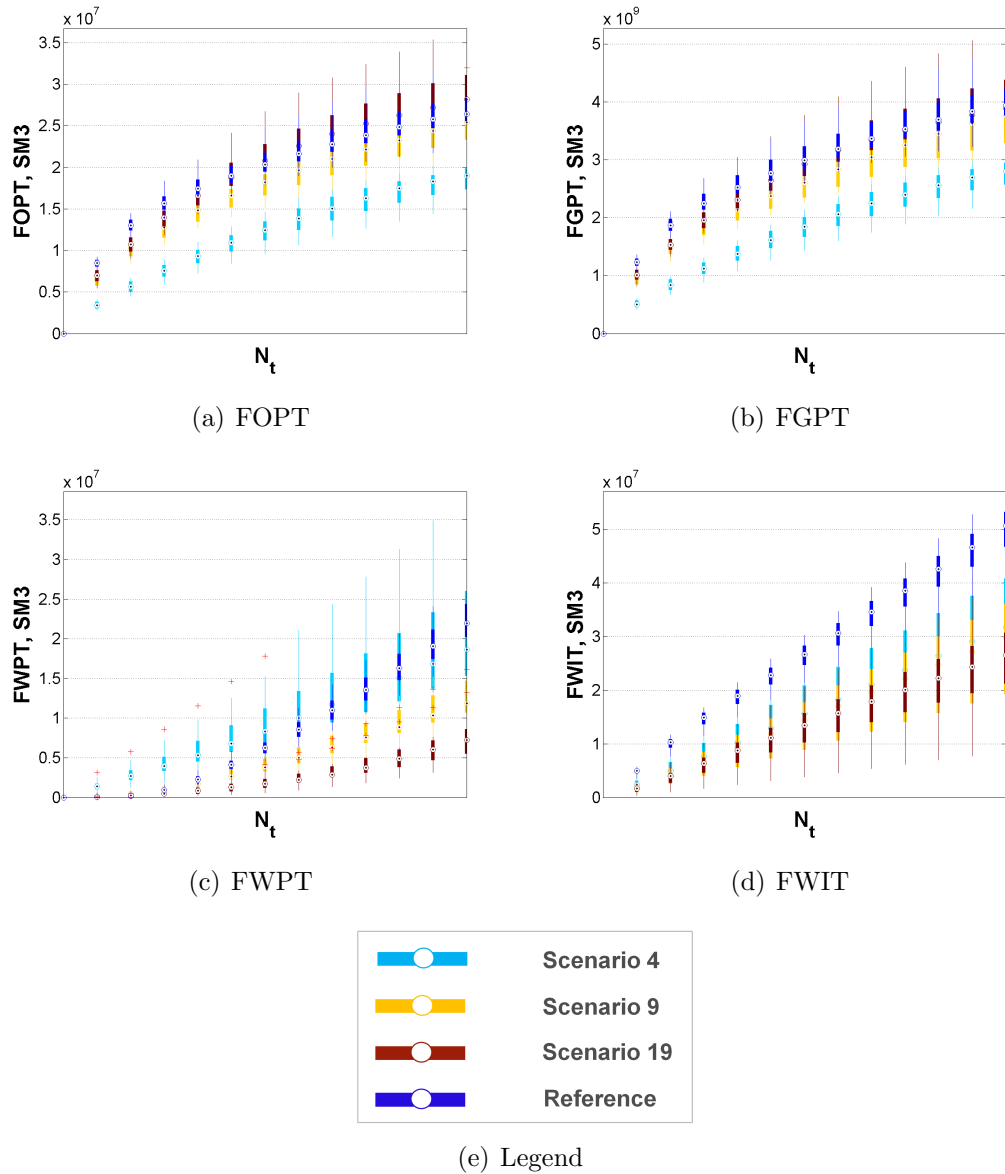 x 10^7
3.5
3
2.5
2
1.5
1
0.5
0
FOPT, SM3
N_t
(a) FOPT
x 10^9
5
4
3
2
1
0
FGPT, SM3
N_t
(b) FGPT
x 10^7
3.5
3
2.5
2
1.5
1
0.5
0
FWPT, SM3
N_t
(c) FWPT
x 10^7
5
4
3
2
1
0
FWIT, SM3
N_t
(d) FWIT
Scenario 4
Scenario 9
Scenario 19
Reference
(e) Legend